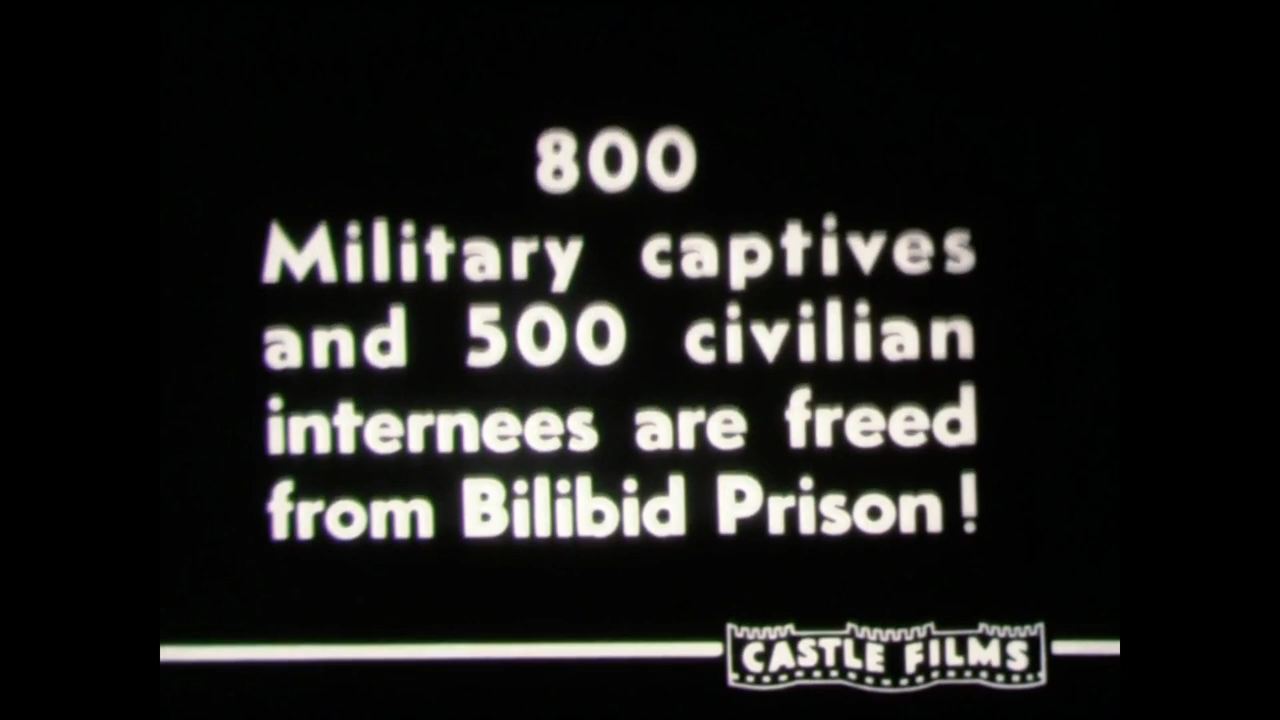 800
Military captives
and 500 civilian
internees are freed
from Bilibid Prison!
CASTLE FILMS